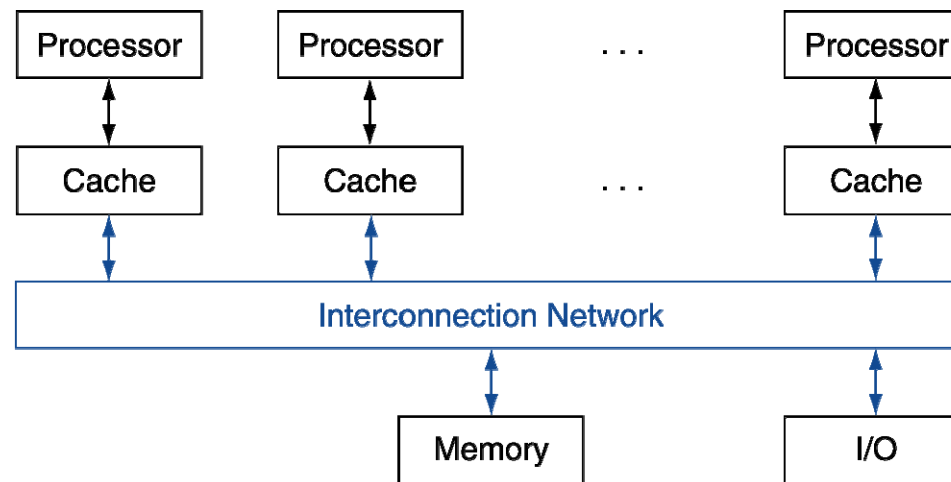 Processor Processor . . . Processor
Cache Cache . . . Cache
Interconnection Network
Memory I/O